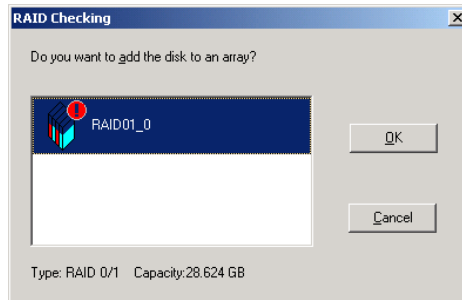 RAID Checking
Do you want to add the disk to an array?
RAID01_0
OK
Cancel
Type: RAID 0/1 Capacity:28.624 GB